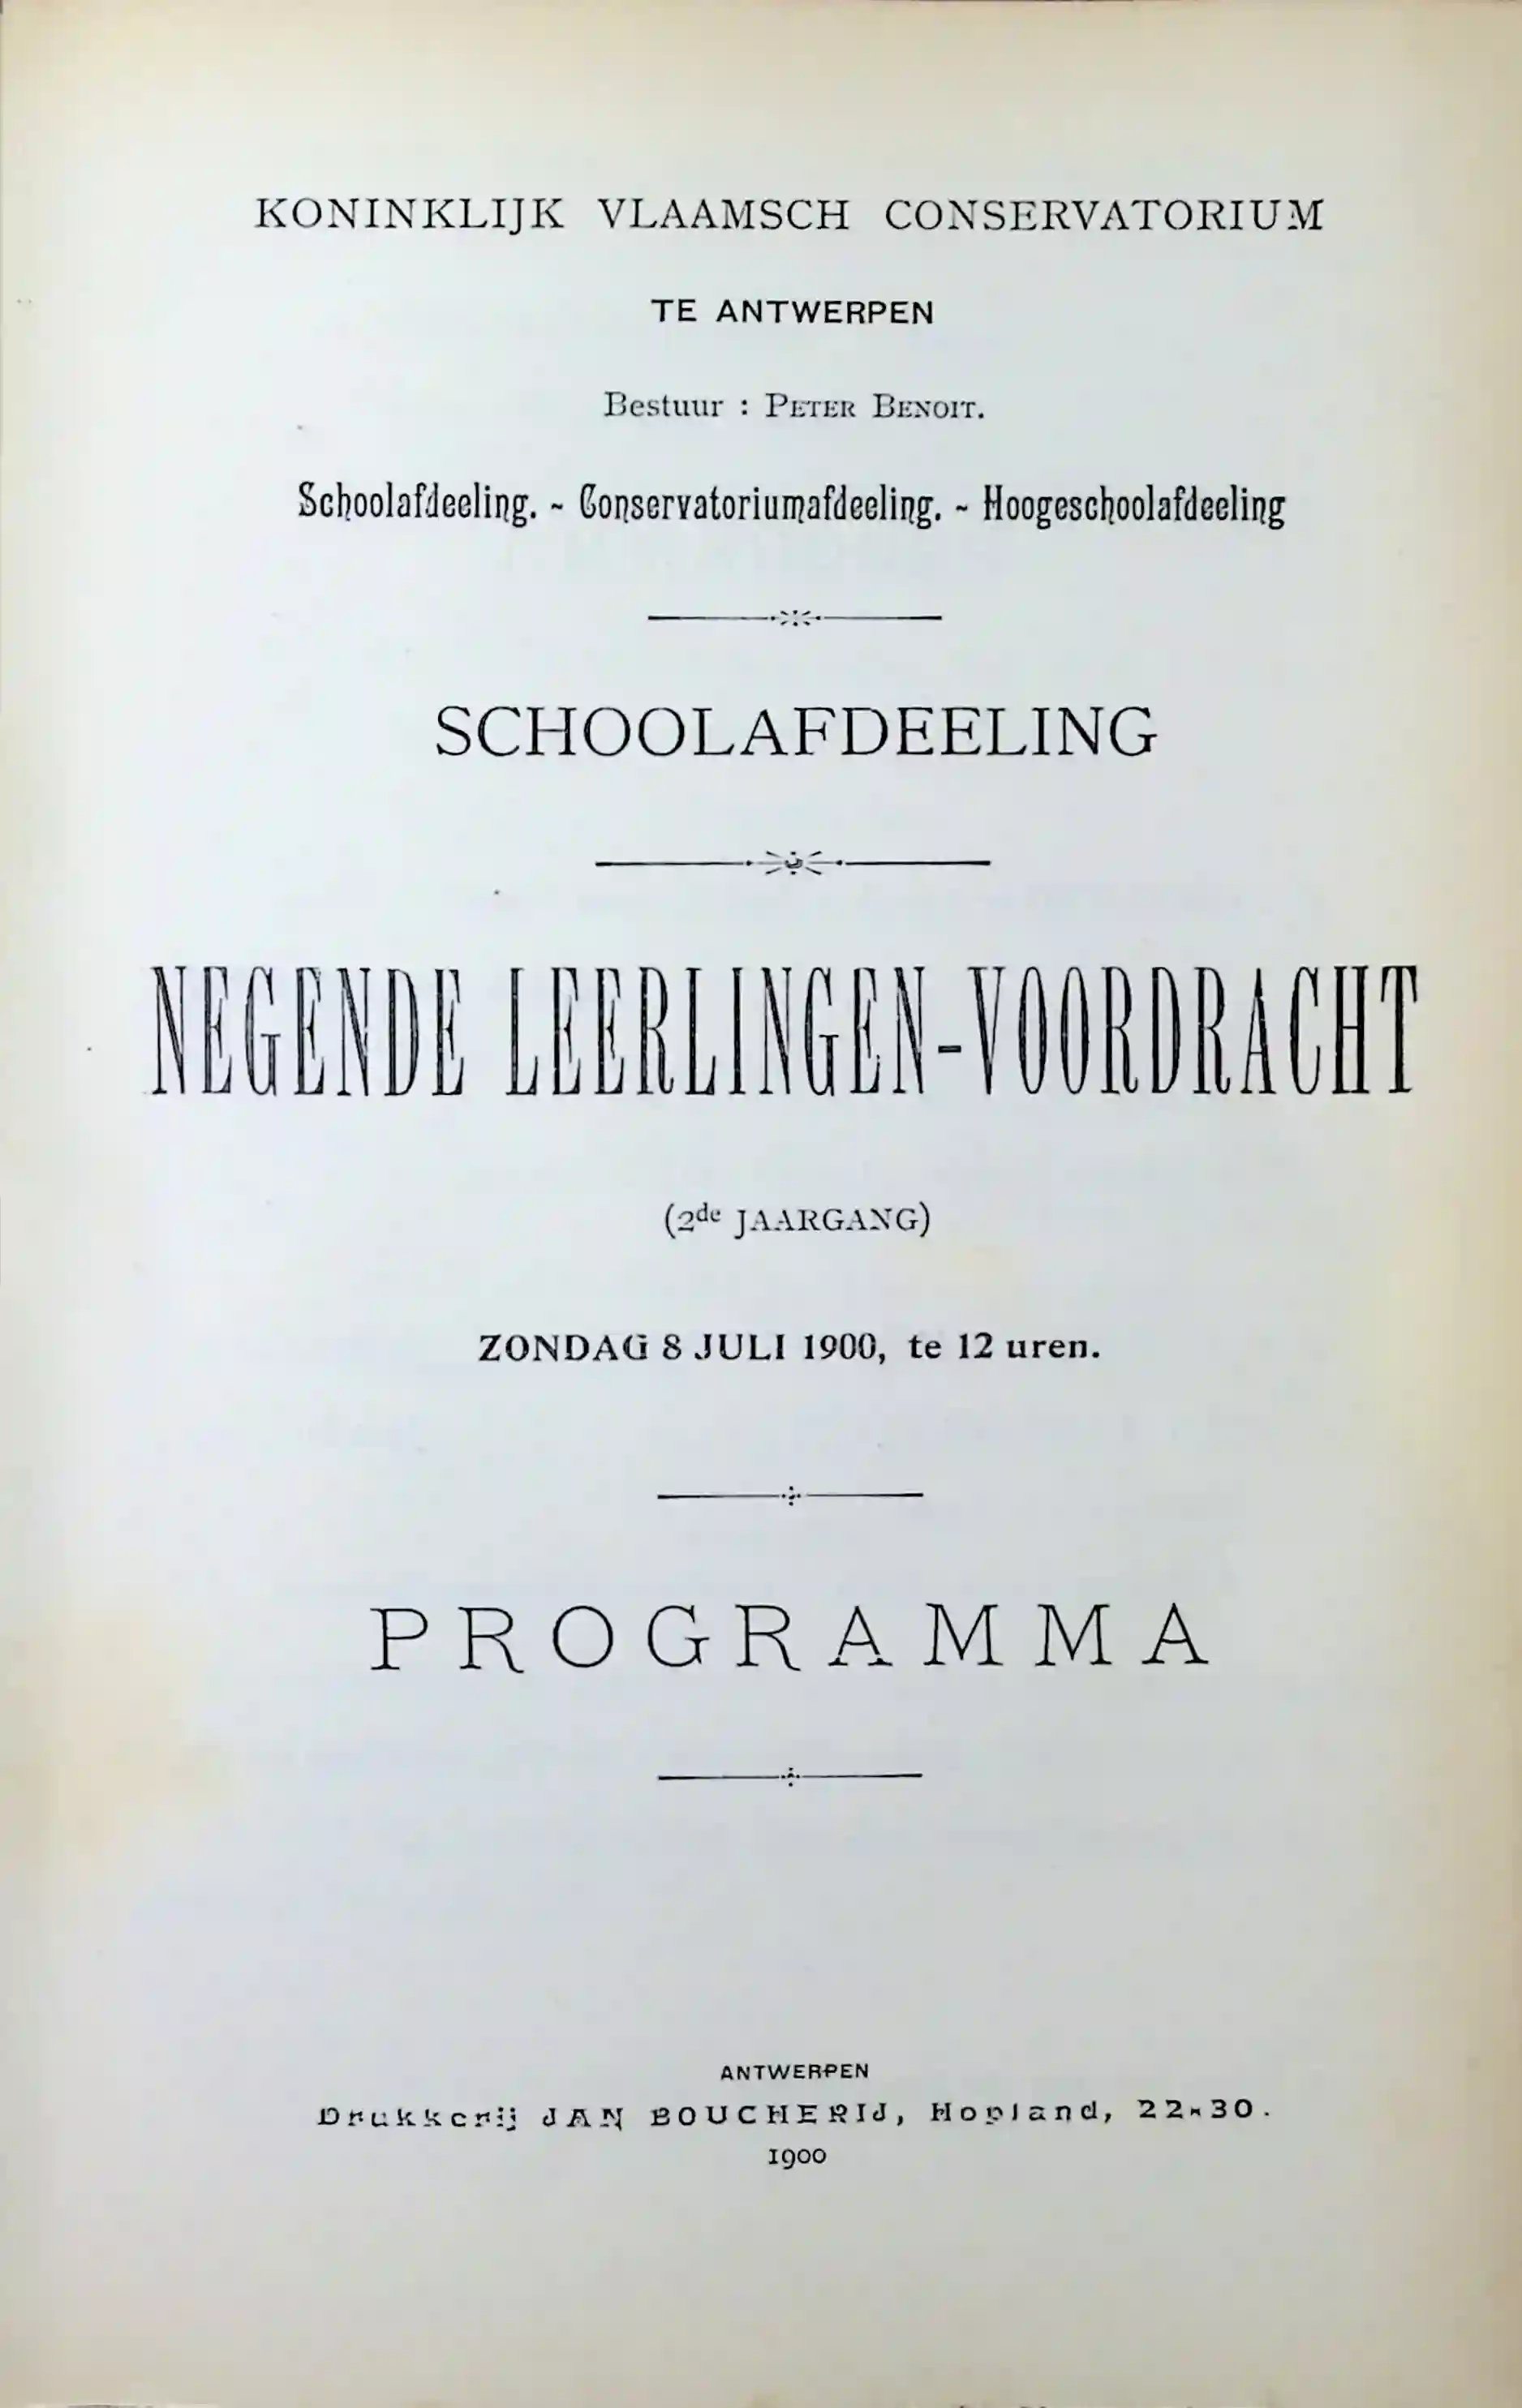 KONINKLIJK VLAAMSCH CONSERVATORIUM
TE ANTWERPEN
Bestuur : PETER BENOIT.
Schoolafdeeling. - Conservatoriumafdeeling. - Hoogeschoolafdeeling
SCHOOLAFDEELING
NEGENDE LEERLINGEN-VOORDRACHT
(2de JAARGANG)
ZONDAG 8 JULI 1900, te 12 uren.
PROGRAMMA
ANTWERPEN
Drukkerij JAN BOUCHERIJ, Hopland, 22-30.
1900